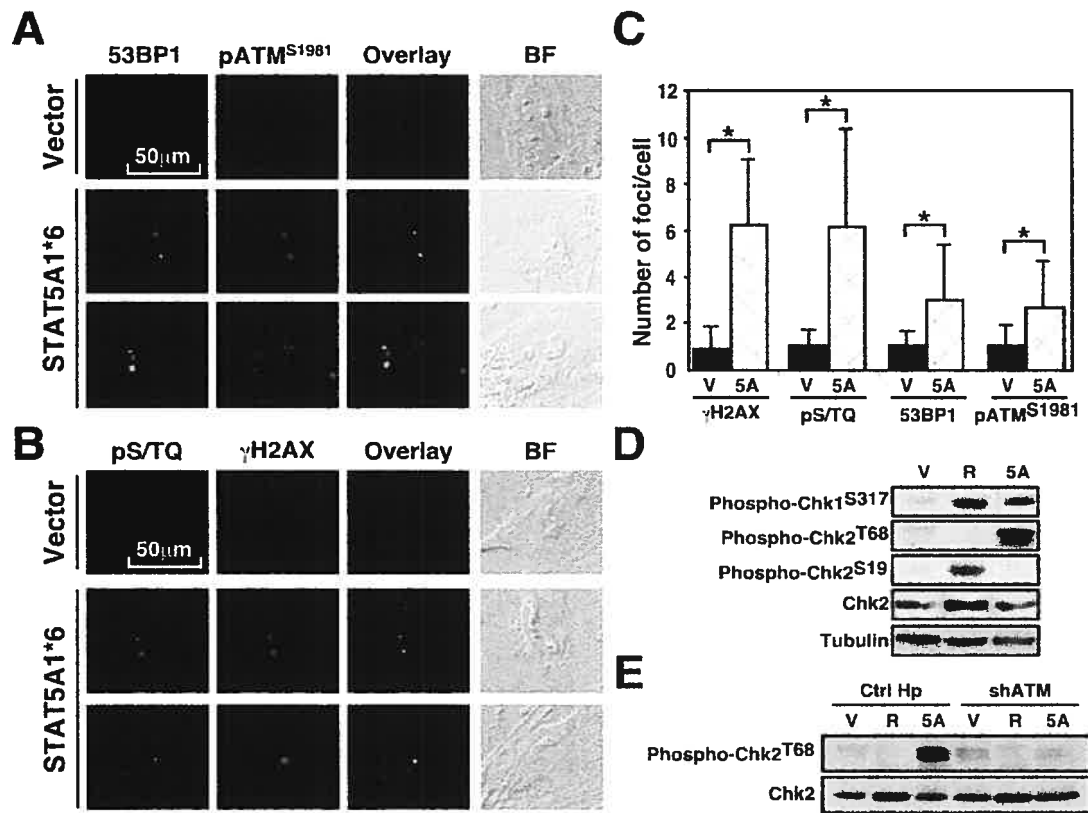 A
53BP1 pATM^S1981 Overlay BF
Vector
50μm
STAT5A1*6
B
pS/TQ γH2AX Overlay BF
Vector
50μm
STAT5A1*6
C
Number of foci/cell
12
10
8
6
4
2
0
* * * *
V 5A V 5A V 5A V 5A
γH2AX pS/TQ 53BP1 pATM^S1981
D
V R 5A
Phospho-Chk1^S317
Phospho-Chk2^T68
Phospho-Chk2^S19
Chk2
Tubulin
E
Ctrl Hp shATM
V R 5A V R 5A
Phospho-Chk2^T68
Chk2